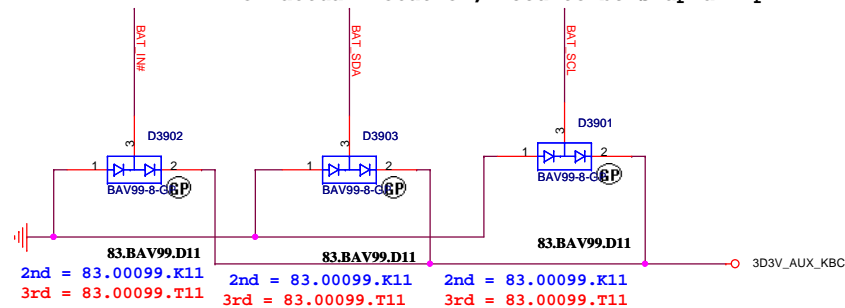 BAT_IN#
BAT_SDA
BAT_SCL
3
D3902
3
D3903
3
D3901
1
2
1
2
1
2
BAV99-8-G
GP
BAV99-8-G
GP
BAV99-8-G
GP
83.BAV99.D11
83.BAV99.D11
83.BAV99.D11
3D3V_AUX_KBC
2nd = 83.00099.K11
2nd = 83.00099.K11
2nd = 83.00099.K11
3rd = 83.00099.T11
3rd = 83.00099.T11
3rd = 83.00099.T11